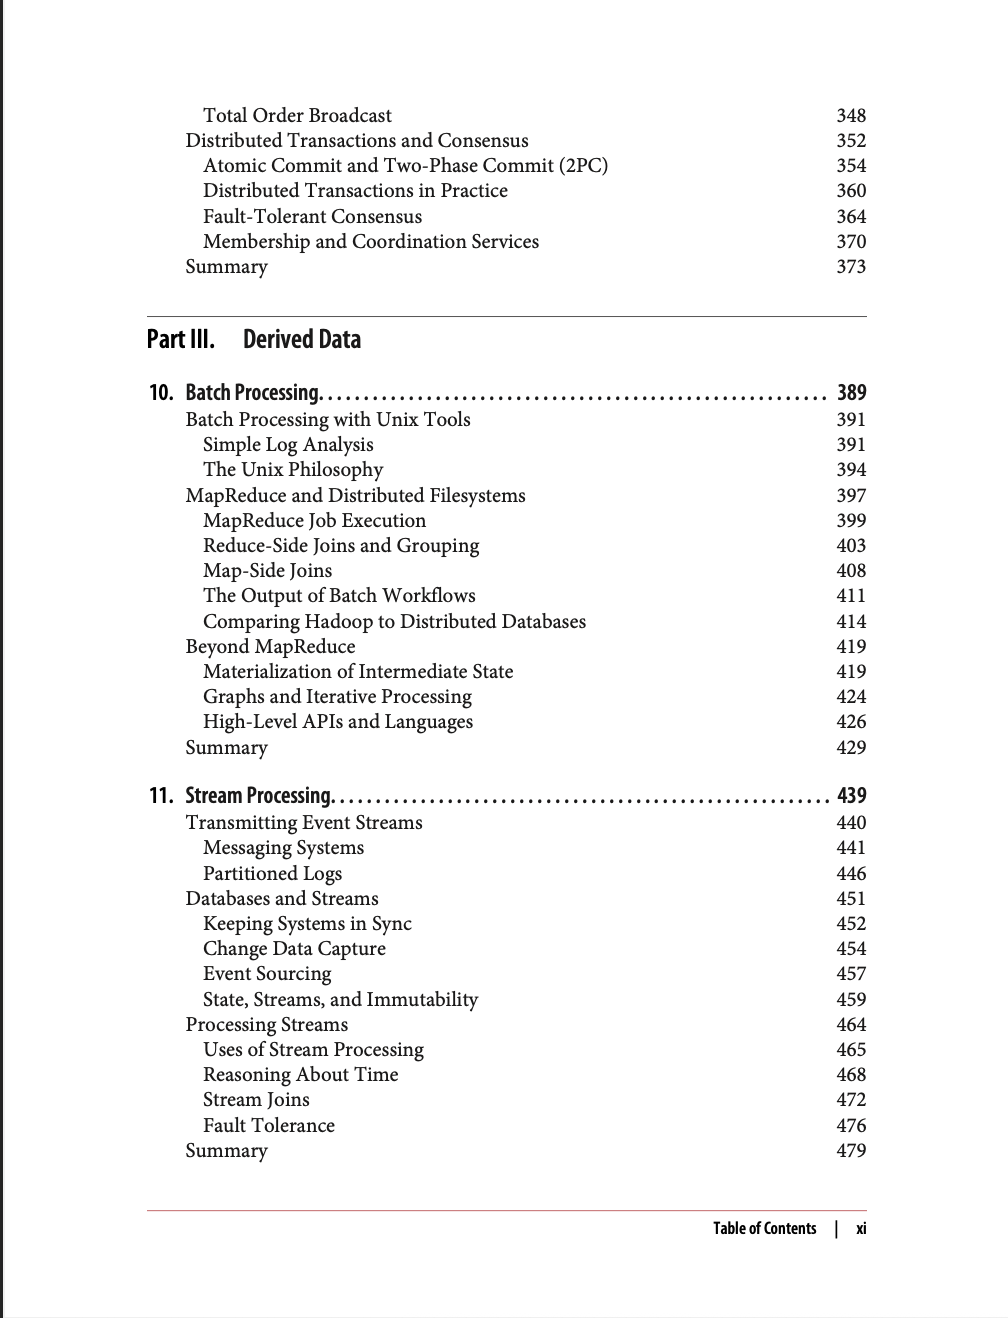 Total Order Broadcast 348
Distributed Transactions and Consensus 352
Atomic Commit and Two-Phase Commit (2PC) 354
Distributed Transactions in Practice 360
Fault-Tolerant Consensus 364
Membership and Coordination Services 370
Summary 373
Part III. Derived Data
10. Batch Processing. . . . . . . . . . . . . . . . . . . . . . . . . . . . . . . . . . . . . . . . . . . . . . . . . . . . . . . . . 389
Batch Processing with Unix Tools 391
Simple Log Analysis 391
The Unix Philosophy 394
MapReduce and Distributed Filesystems 397
MapReduce Job Execution 399
Reduce-Side Joins and Grouping 403
Map-Side Joins 408
The Output of Batch Workflows 411
Comparing Hadoop to Distributed Databases 414
Beyond MapReduce 419
Materialization of Intermediate State 419
Graphs and Iterative Processing 424
High-Level APIs and Languages 426
Summary 429
11. Stream Processing. . . . . . . . . . . . . . . . . . . . . . . . . . . . . . . . . . . . . . . . . . . . . . . . . . . . . . . . 439
Transmitting Event Streams 440
Messaging Systems 441
Partitioned Logs 446
Databases and Streams 451
Keeping Systems in Sync 452
Change Data Capture 454
Event Sourcing 457
State, Streams, and Immutability 459
Processing Streams 464
Uses of Stream Processing 465
Reasoning About Time 468
Stream Joins 472
Fault Tolerance 476
Summary 479
Table of Contents | xi